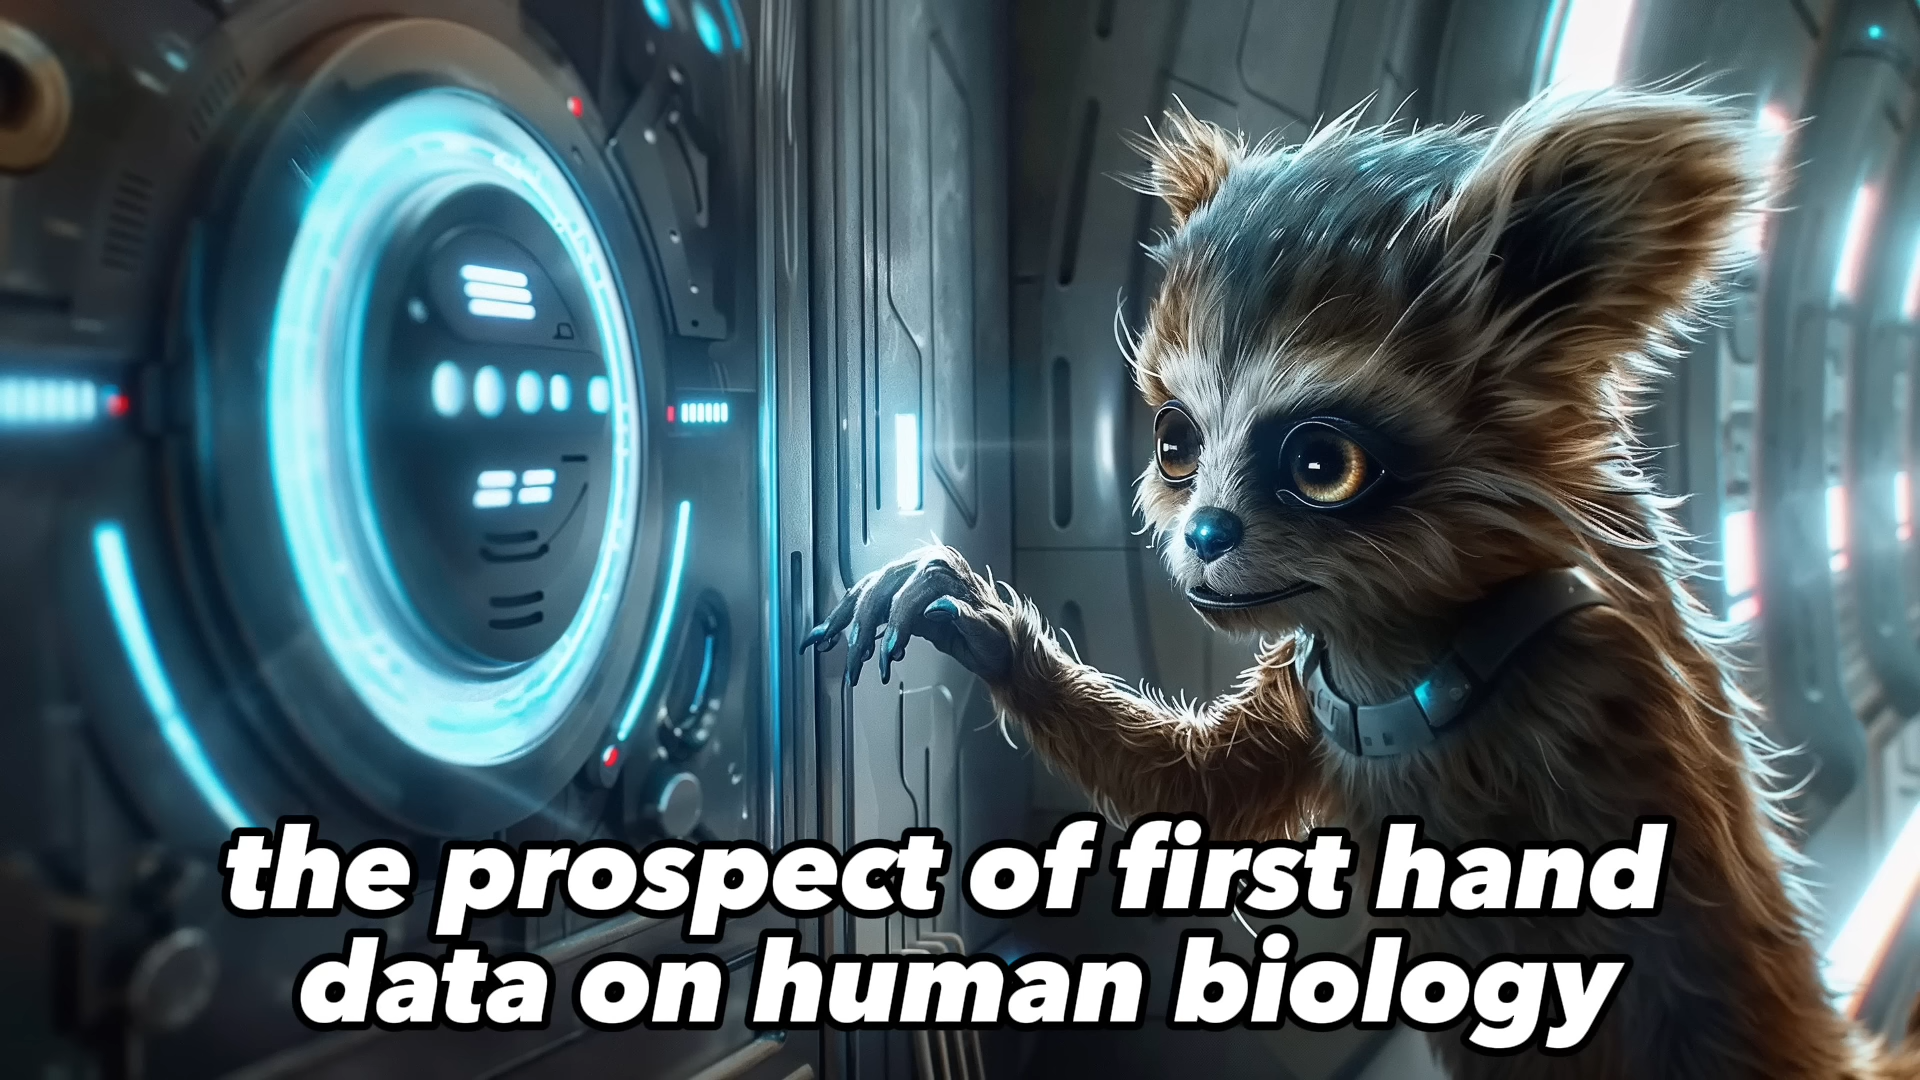 the prospect of first hand
data on human biology